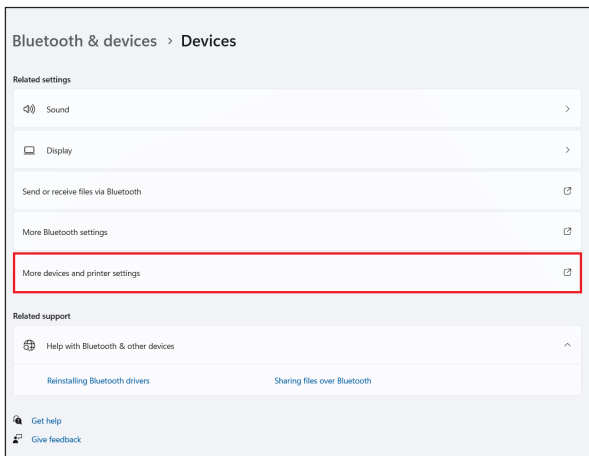 Bluetooth & devices > Devices
Related settings
Sound
Display
Send or receive files via Bluetooth
More Bluetooth settings
More devices and printer settings
Related support
Help with Bluetooth & other devices
Reinstalling Bluetooth drivers Sharing files over Bluetooth
Get help
Give feedback